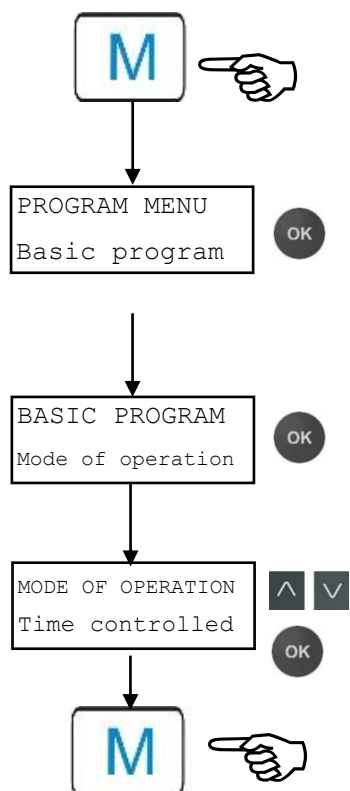 M
PROGRAM MENU
Basic program
OK
BASIC PROGRAM
Mode of operation
OK
MODE OF OPERATION
Time controlled
OK
M